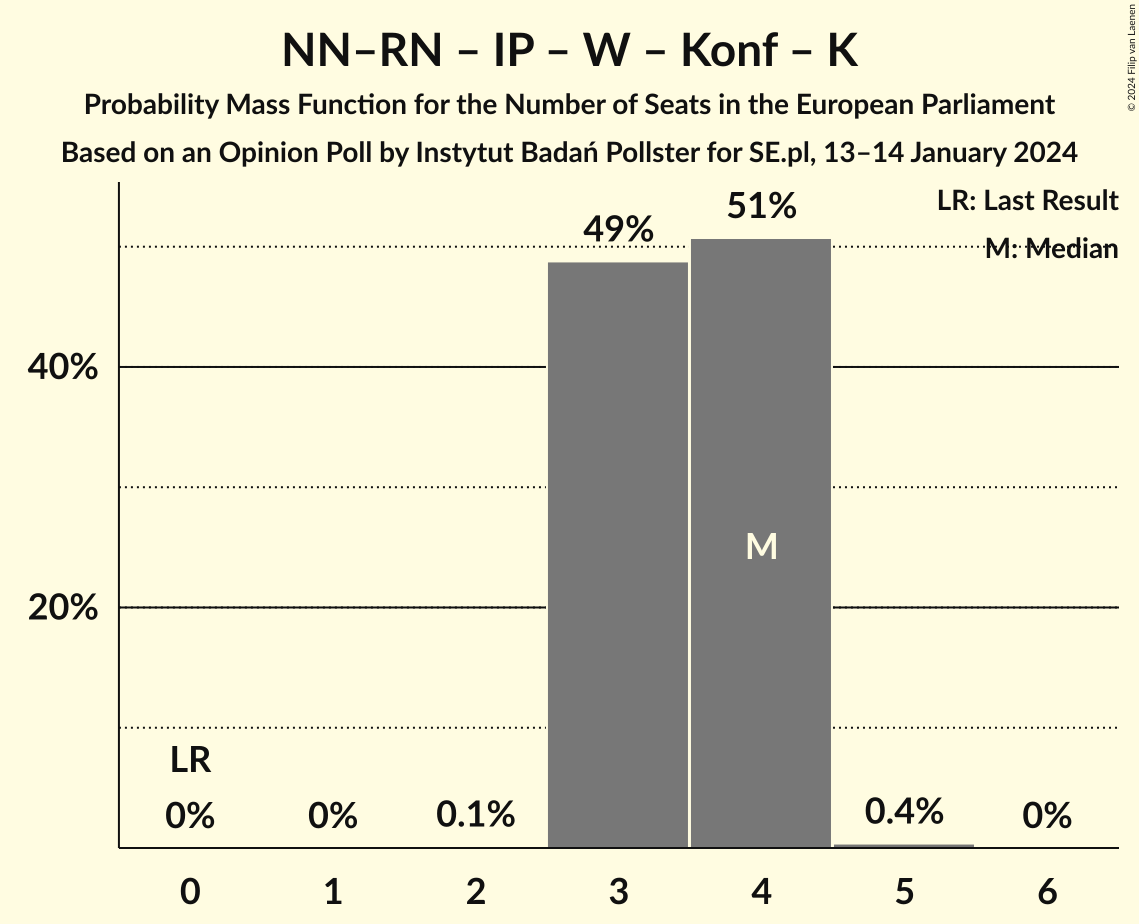 NN–RN – IP – W – Konf – K
Probability Mass Function for the Number of Seats in the European Parliament
Based on an Opinion Poll by Instytut Badań Pollster for SE.pl, 13–14 January 2024
© 2024 Filip van Laenen
LR: Last Result
M: Median
49%
51%
40%
M
20%
LR
0%
0%
0.1%
0.4%
0%
0
1
2
3
4
5
6